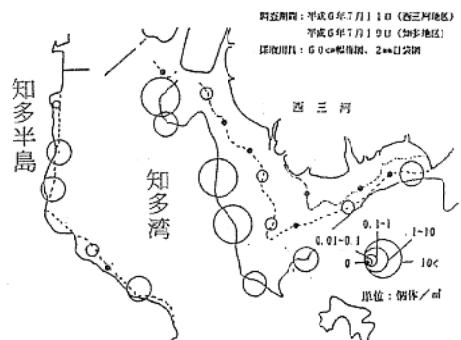 調査期間：平成6年7月11日（西三河地区）
平成6年7月19日（知多地区）
採取用具：60cm幅桁網、2mm目袋網
西三河
知多半島
知多湾
0.1~1
0.01~0.1
1~10
0
10<
単位：個体／㎡